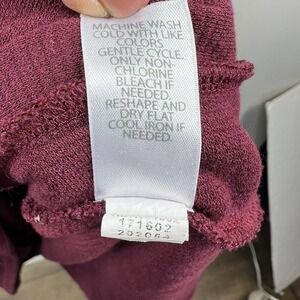 MACHINE WASH
COLD WITH LIKE
COLORS
GENTLE CYCLE.
ONLY NON-
CHLORINE
BLEACH IF
NEEDED.
RESHAPE AND
DRY FLAT
COOL IRON IF
NEEDED.
171602